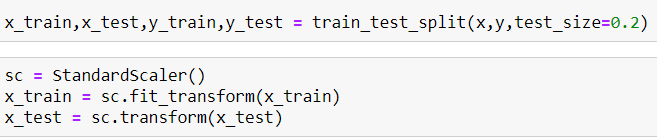 x_train,x_test,y_train,y_test = train_test_split(x,y,test_size=0.2)
sc = StandardScaler()
x_train = sc.fit_transform(x_train)
x_test = sc.transform(x_test)